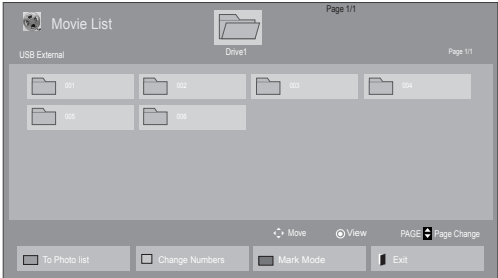 Page 1/1
Movie List
USB External
Drive1
Page 1/1
001 002 003 004
005 006
Move View PAGE Page Change
To Photo list Change Numbers Mark Mode Exit